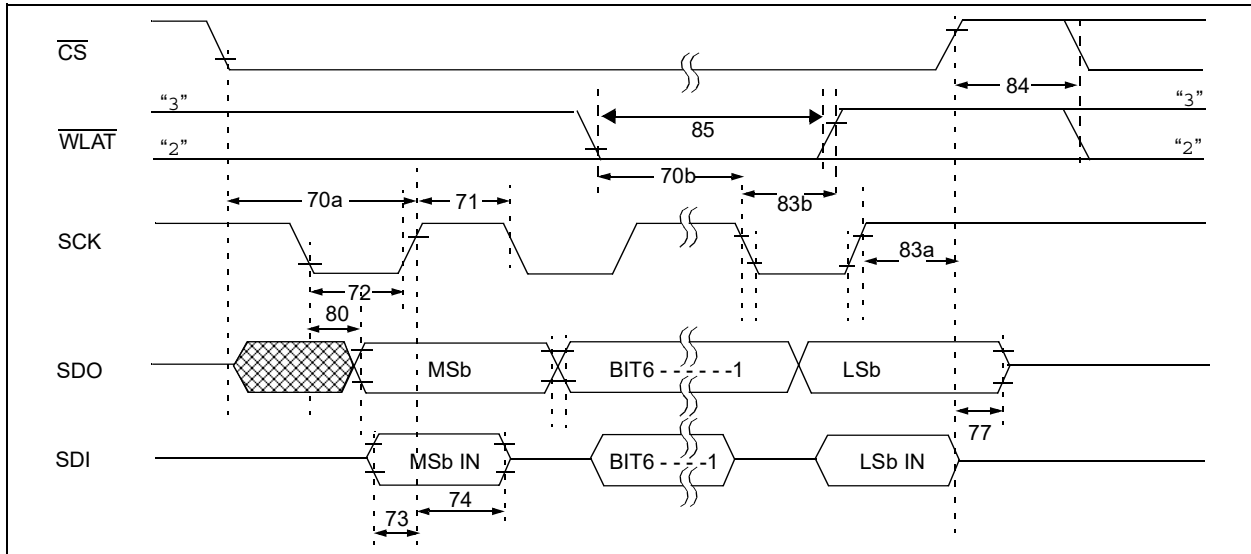 CS
84
"3" "3"
85
WLAT
"2" "2"
70b
70a 71 83b
SCK
83a
72
80
SDO MSb BIT6 - - - - - -1 LSb
77
SDI MSb IN BIT6 - - - - -1 LSb IN
74
73